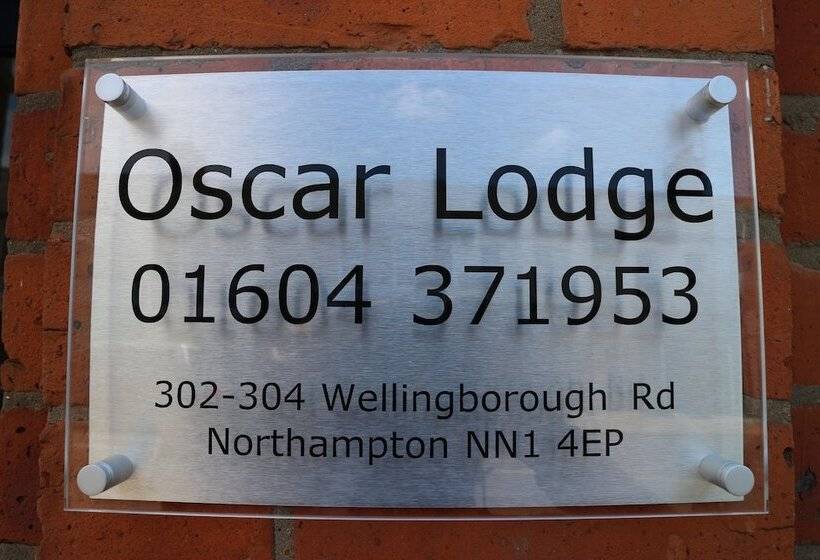 Oscar Lodge
01604 371953
302-304 Wellingborough Rd
Northampton NN1 4EP